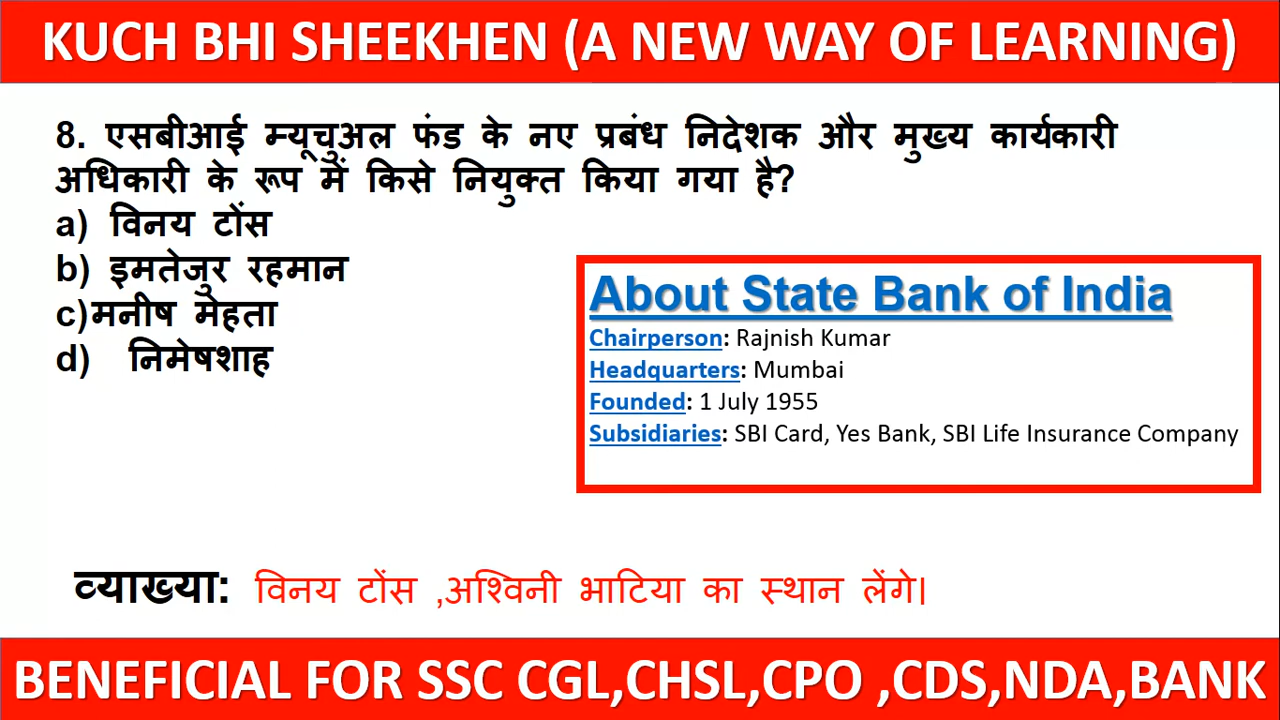 KUCH BHI SHEEKHEN (A NEW WAY OF LEARNING)
8. एसबीआई म्यूचुअल फंड के नए प्रबंध निदेशक और मुख्य कार्यकारी
अधिकारी के रूप में किसे नियुक्त किया गया है?
a) विनय टोंस
b) इमतेजुर रहमान
c)मनीष मेहता
d) निमेषशाह
About State Bank of India
Chairperson: Rajnish Kumar
Headquarters: Mumbai
Founded: 1 July 1955
Subsidiaries: SBI Card, Yes Bank, SBI Life Insurance Company
व्याख्या: विनय टोंस ,अश्विनी भाटिया का स्थान लेंगे।
BENEFICIAL FOR SSC CGL,CHSL,CPO ,CDS,NDA,BANK